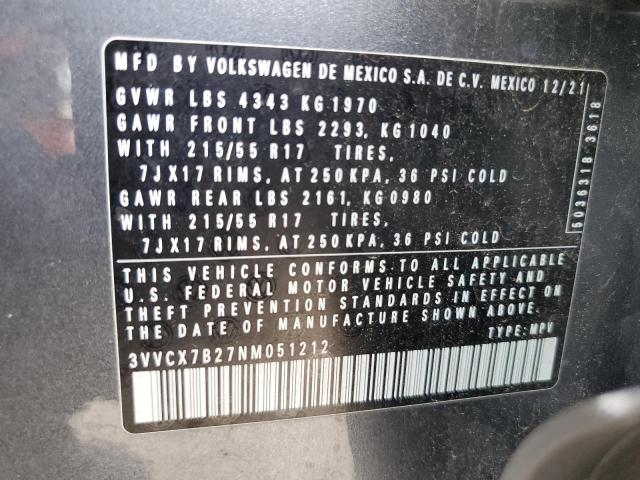 MFD BY VOLKSWAGEN DE MEXICO S.A. DE C.V. MEXICO 12/21
GVWR LBS 4343 KG 1970
GAWR FRONT LBS 2293, KG 1040
WITH 215/55 R17 TIRES,
7JX17 RIMS, AT 250 KPA, 36 PSI COLD
GAWR REAR LBS 2161, KG 0980
WITH 215/55 R17 TIRES,
7JX17 RIMS, AT 250 KPA, 36 PSI COLD
5036318 3618
THIS VEHICLE CONFORMS TO ALL APPLICABLE
U.S. FEDERAL MOTOR VEHICLE SAFETY AND
THEFT PREVENTION STANDARDS IN EFFECT ON
THE DATE OF MANUFACTURE SHOWN ABOVE
TYPE: MPV
3VVCX7B27NM051212